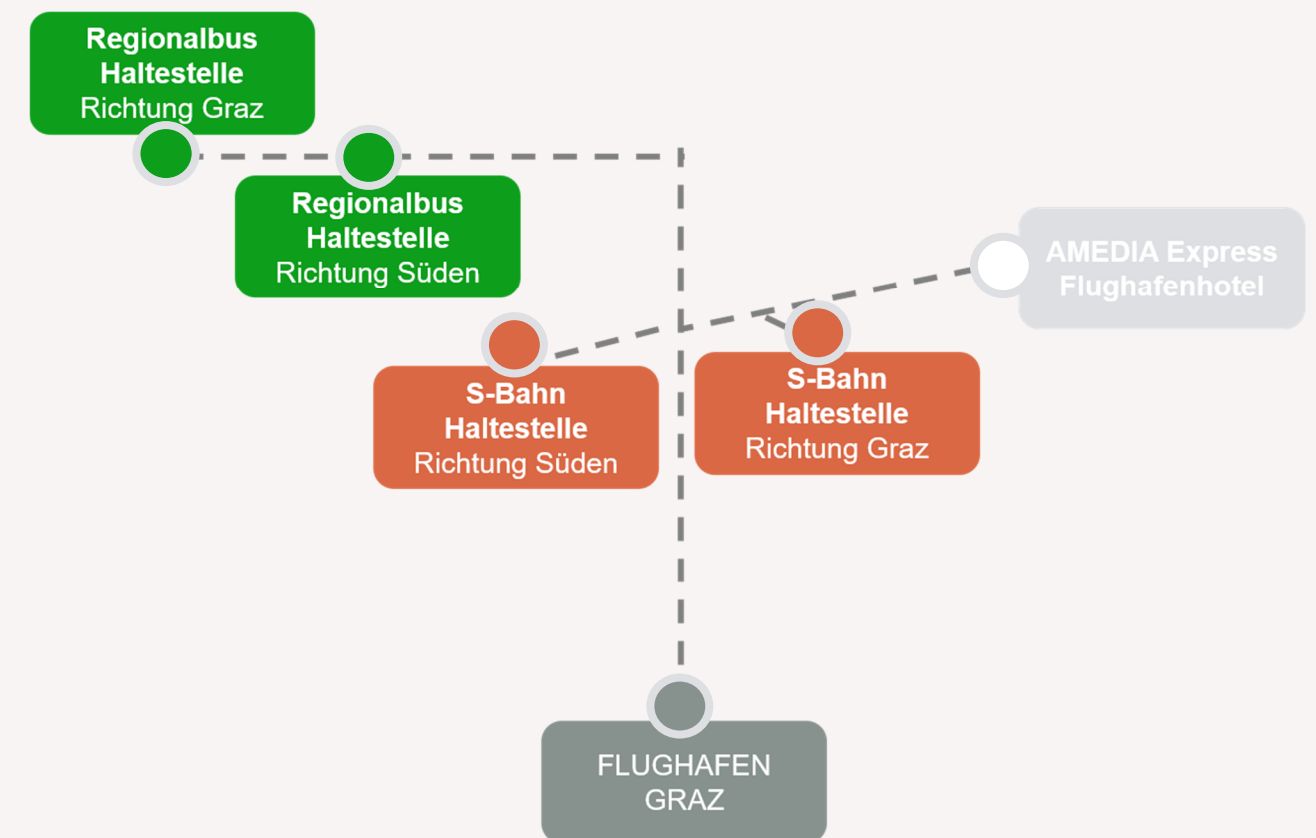 Regionalbus
Haltestelle
Richtung Graz
Regionalbus
Haltestelle
Richtung Süden
AMEDIA Express
Flughafenhotel
S-Bahn
Haltestelle
Richtung Süden
S-Bahn
Haltestelle
Richtung Graz
FLUGHAFEN
GRAZ